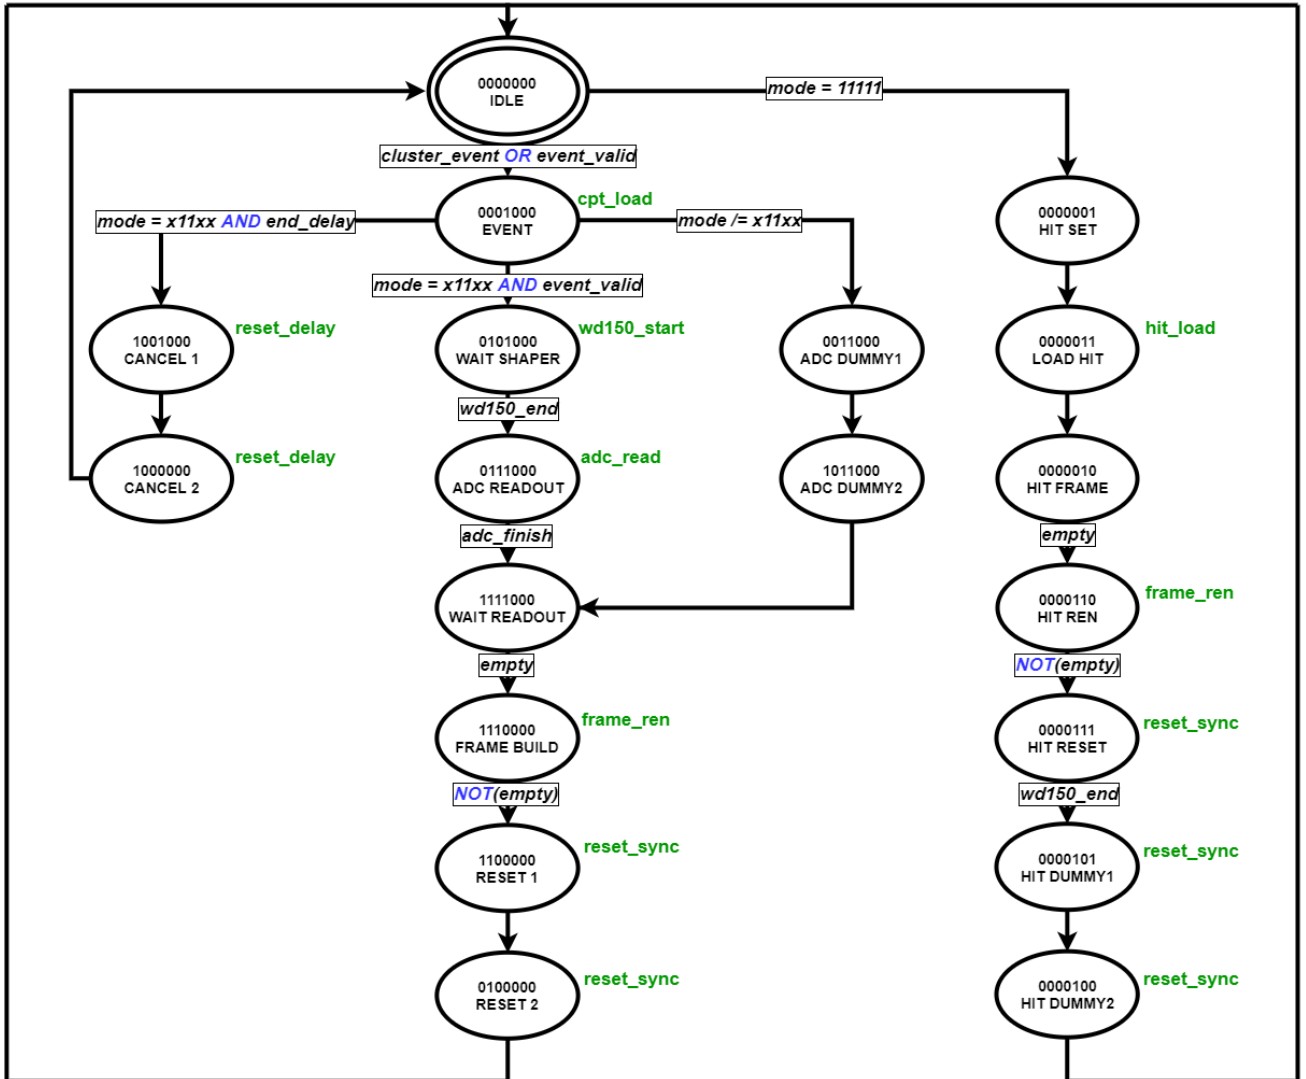 0000000
IDLE
mode = 11111
cluster_event OR event_valid
cpt_load
0001000
EVENT
mode = x11xx AND end_delay
mode /= x11xx
0000001
HIT SET
mode = x11xx AND event_valid
1001000
CANCEL 1
reset_delay
0101000
WAIT SHAPER
wd150_start
0011000
ADC DUMMY1
0000011
LOAD HIT
hit_load
wd150_end
1000000
CANCEL 2
reset_delay
0111000
ADC READOUT
adc_read
1011000
ADC DUMMY2
0000010
HIT FRAME
adc_finish
empty
1111000
WAIT READOUT
0000110
HIT REN
frame_ren
empty
NOT(empty)
1110000
FRAME BUILD
frame_ren
0000111
HIT RESET
reset_sync
NOT(empty)
wd150_end
1100000
RESET 1
reset_sync
0000101
HIT DUMMY1
reset_sync
0100000
RESET 2
reset_sync
0000100
HIT DUMMY2
reset_sync